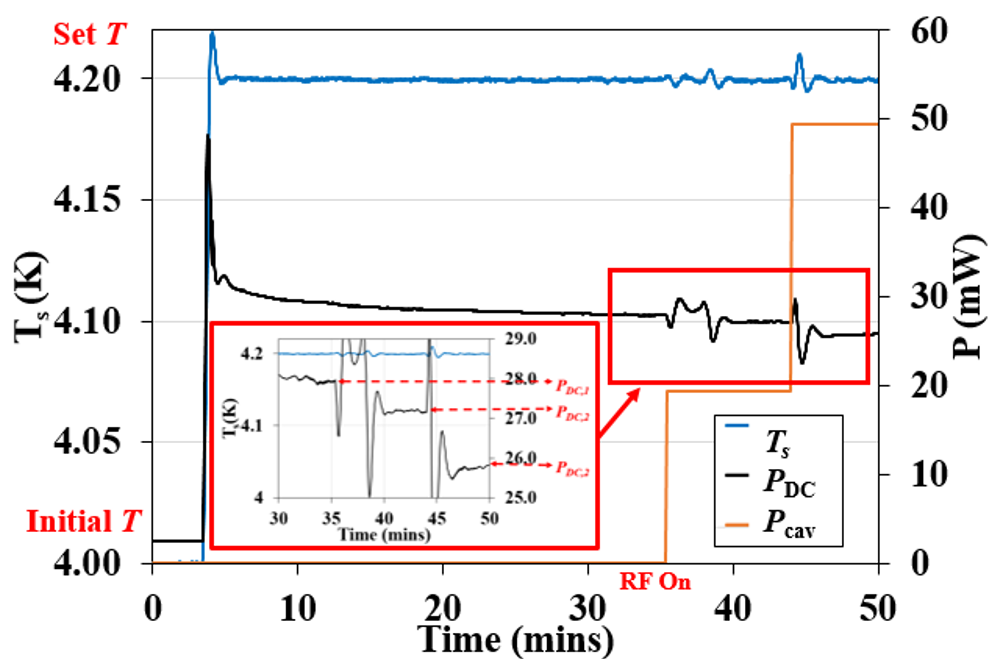 Set T
4.20
4.15
4.10
4.05
4.00
Initial T
Ts (K)
60
50
40
30
20
10
0
P (mW)
0 10 20 30 40 50
Time (mins)
RF On
Ts
PDC
Pcav
4.2
4.1
4
Ts(K)
29.0
28.0
27.0
26.0
25.0
PDC,1
PDC,2
PDC,2
30 35 40 45 50
Time (mins)